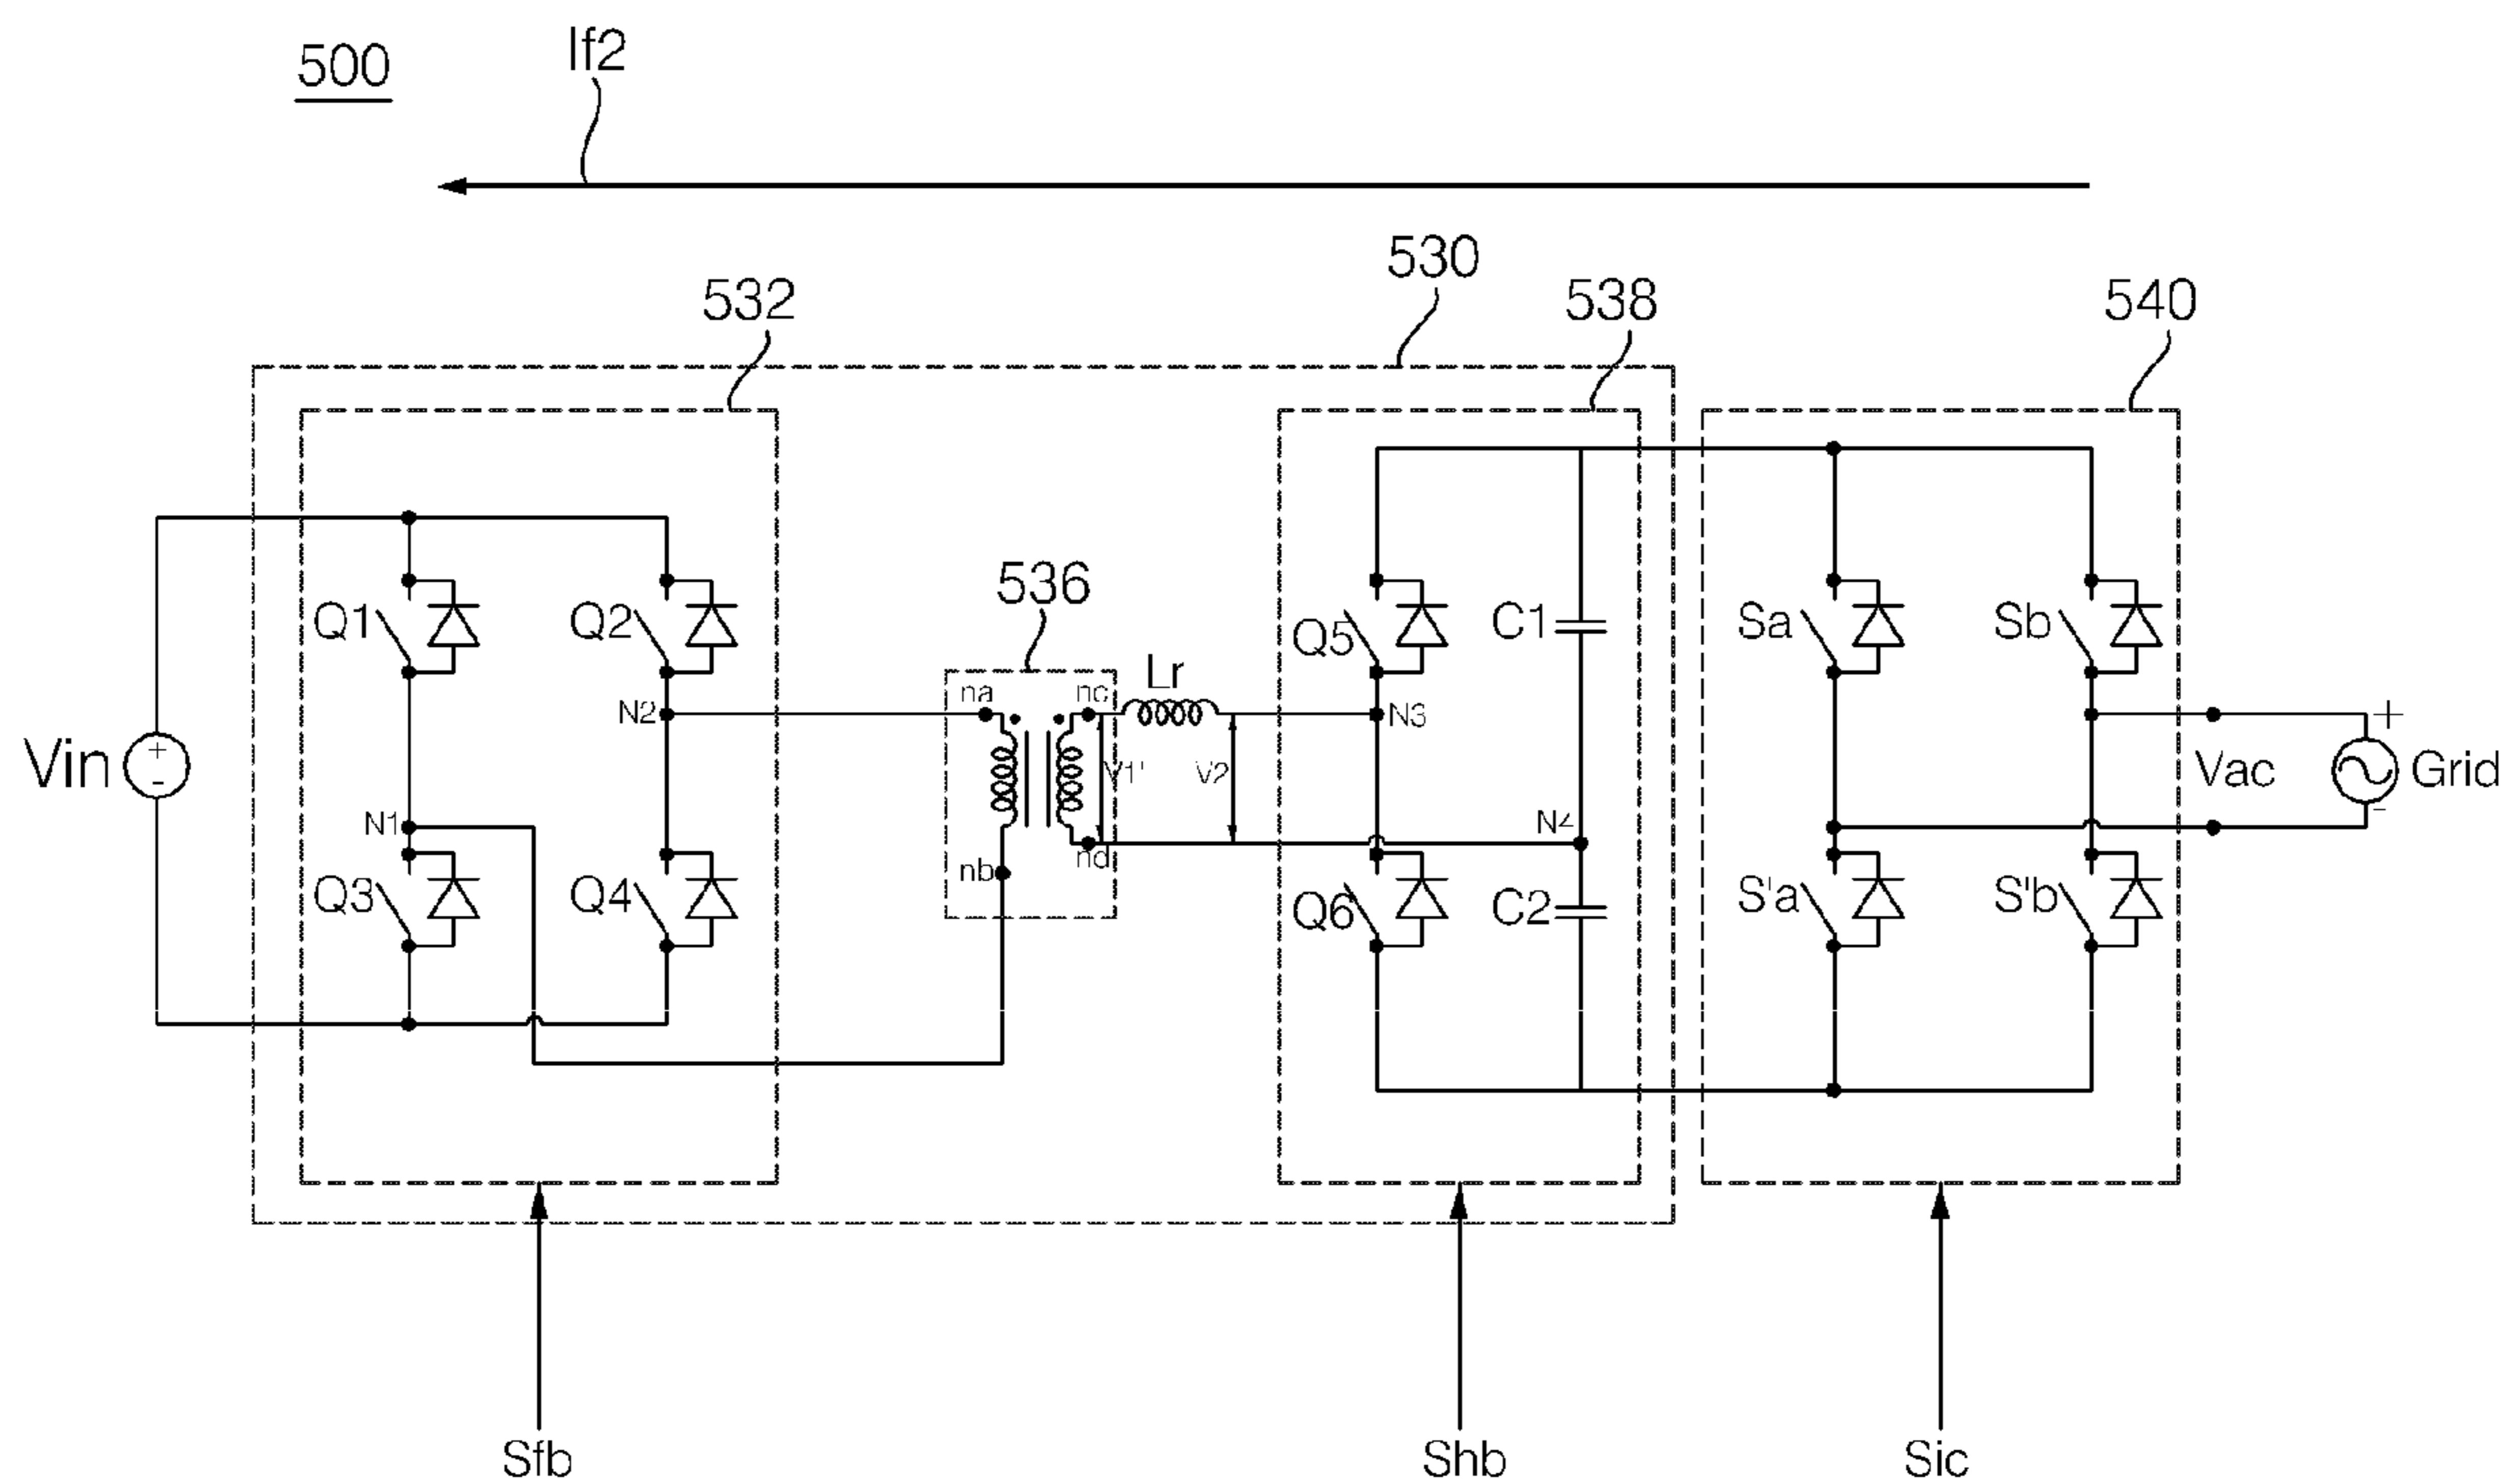 500
If2
530
532
538
540
536
Q1
Q2
na
nc
Lr
Q5
C1
Sa
Sb
N2
N3
+
Vin
+
-
V1'
V2
Vac
Grid
N1
N4
-
nb
nd
Q3
Q4
Q6
C2
S'a
S'b
Sfb
Shb
Sic